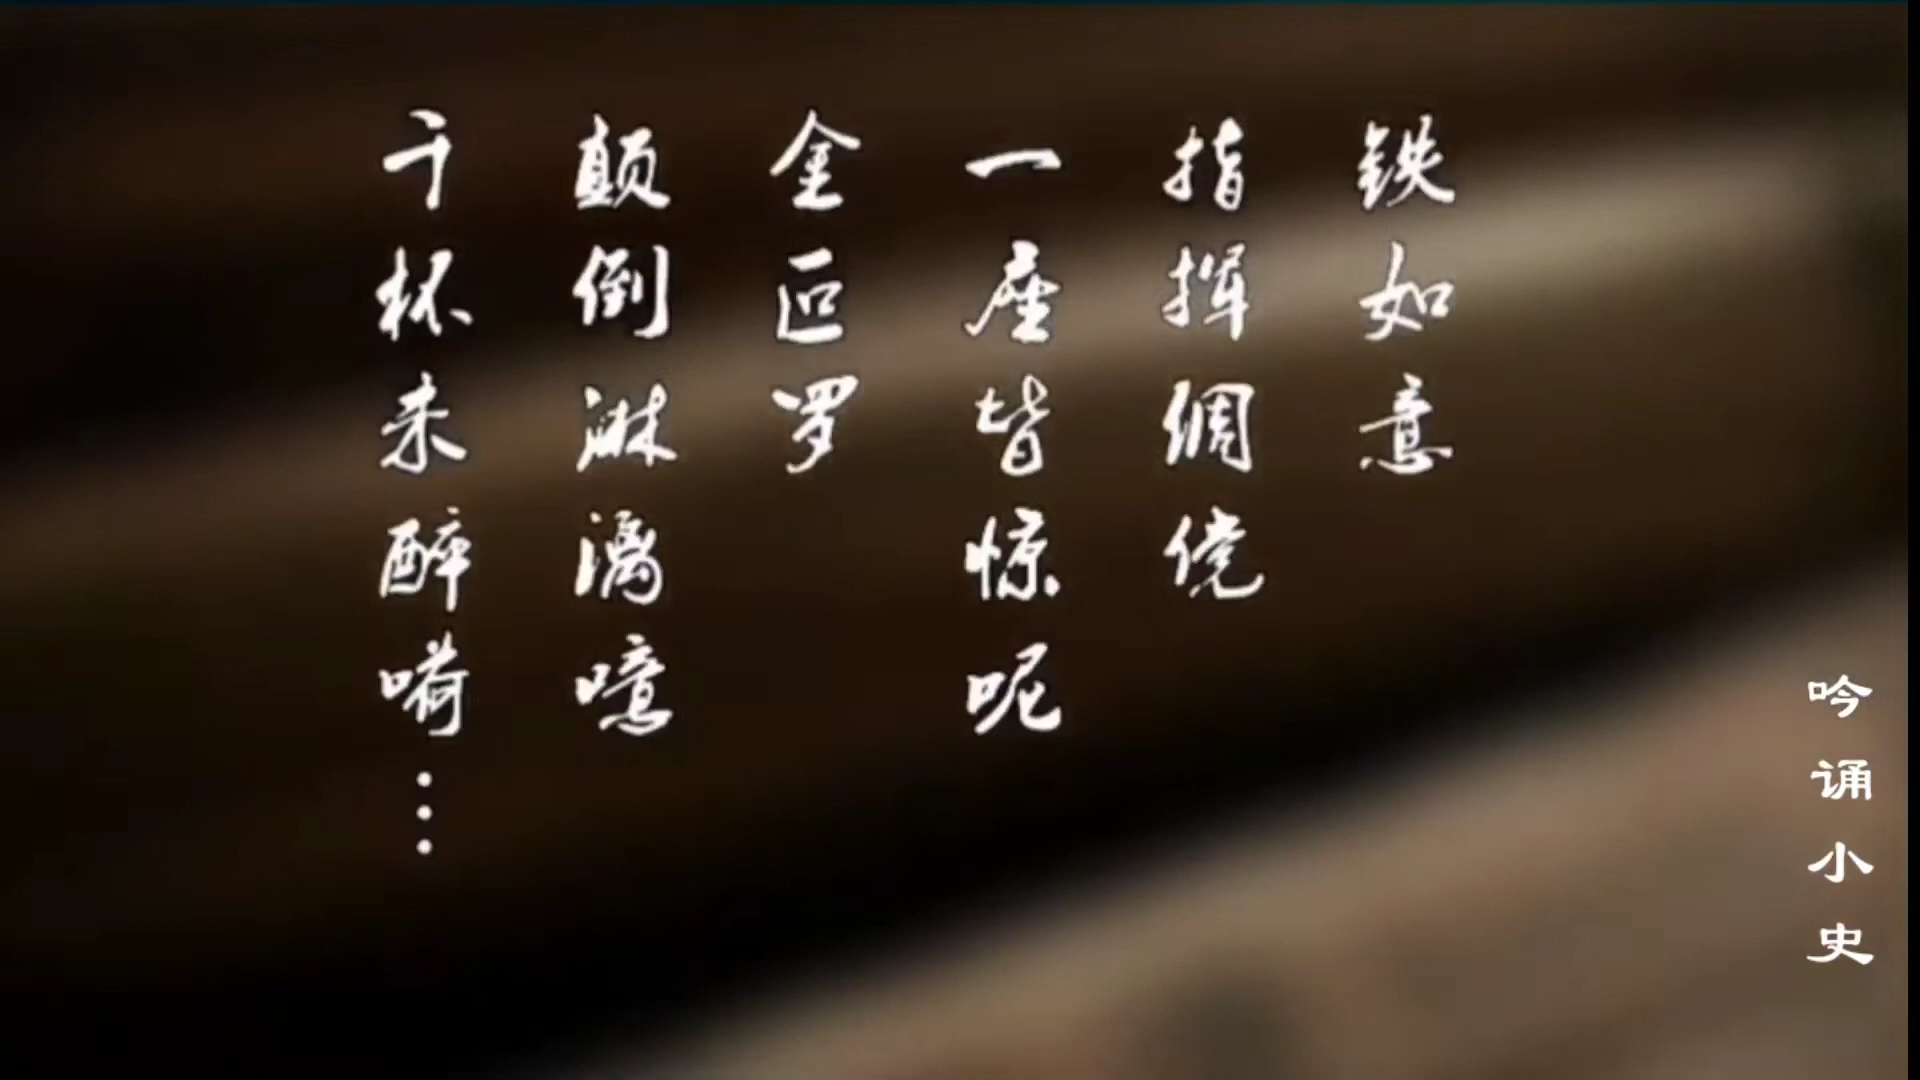 铁如意
指挥倜傥
一座皆惊呢
金叵罗
颠倒淋漓噫
千杯未醉嗬…
吟诵小史